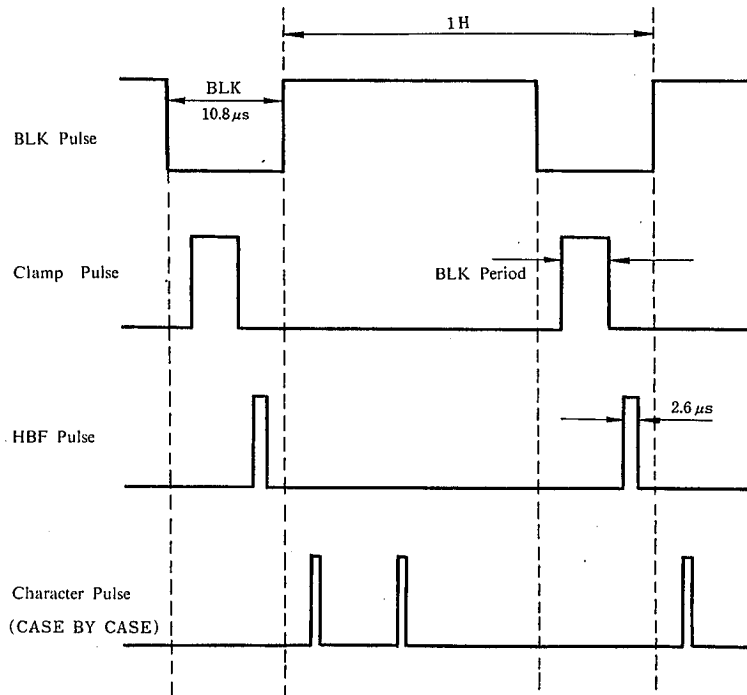 1H
BLK
10.8μs
BLK Pulse
Clamp Pulse
BLK Period
HBF Pulse
2.6μs
Character Pulse
(CASE BY CASE)